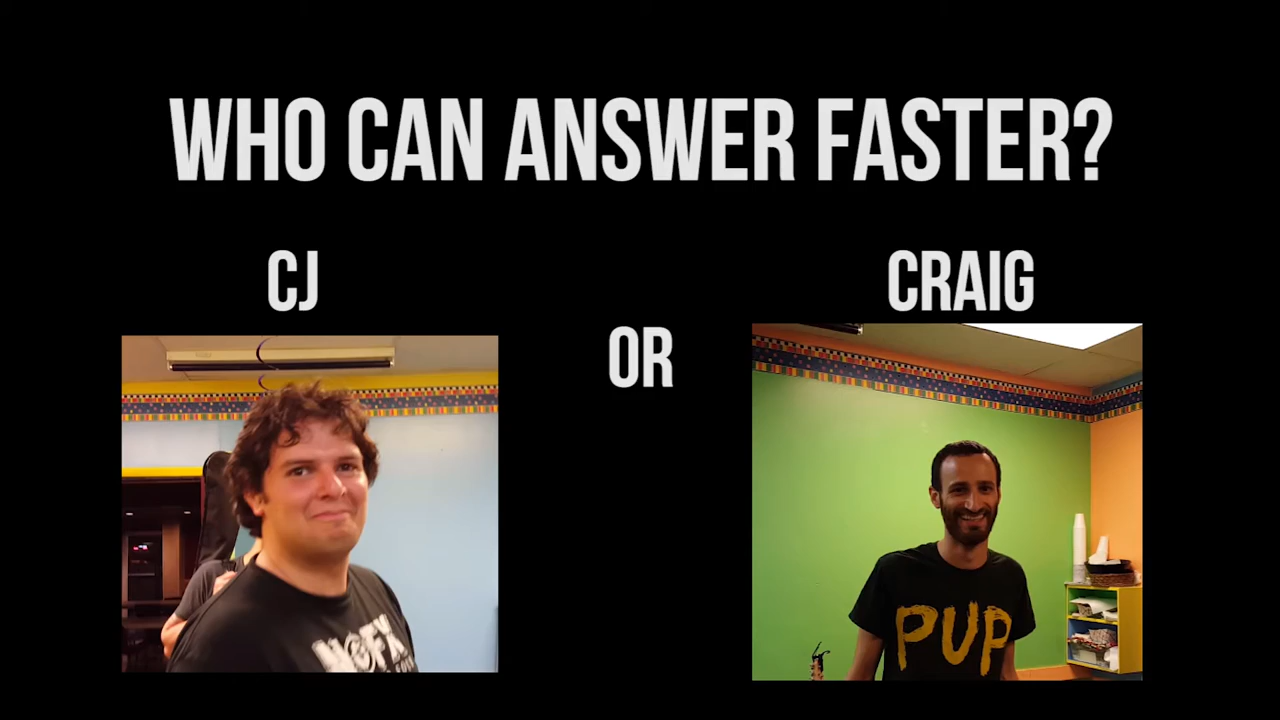 WHO CAN ANSWER FASTER?
CJ
CRAIG
OR
NOFX
PUP